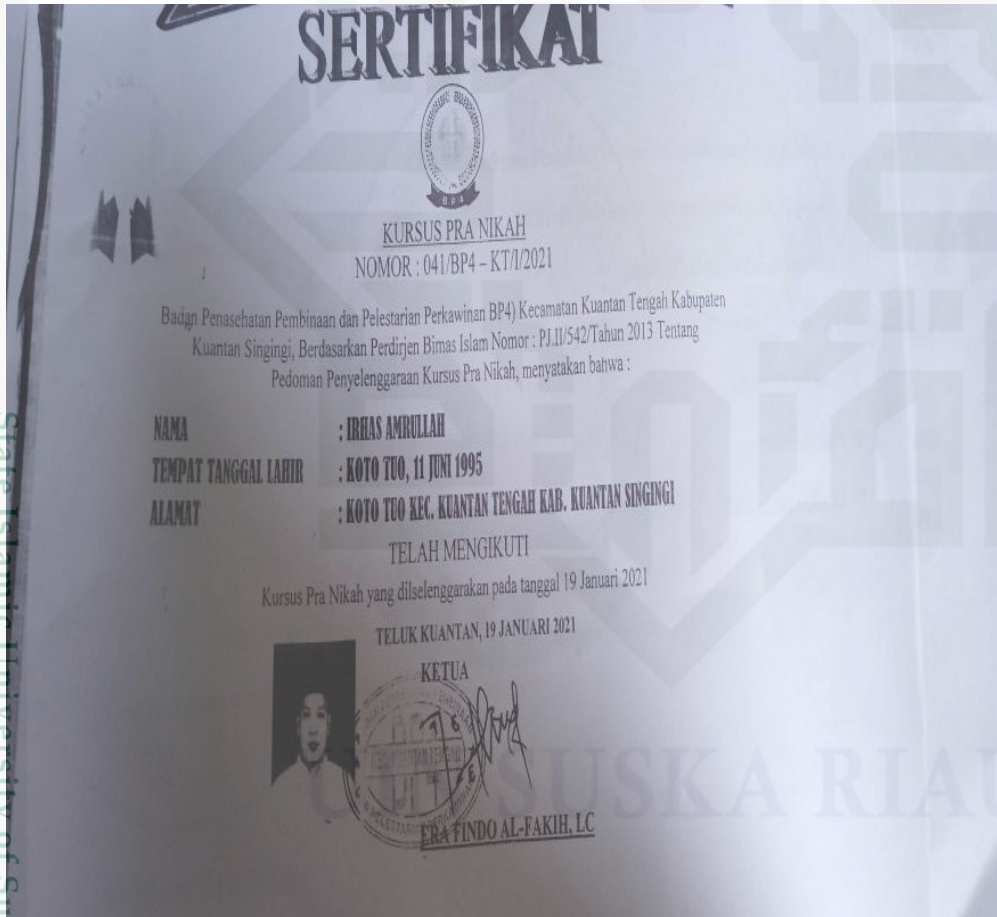 SERTIFIKAT
BP4
KURSUS PRA NIKAH
NOMOR : 041/BP4 – KT/I/2021
Badan Penasehatan Pembinaan dan Pelestarian Perkawinan BP4) Kecamatan Kuantan Tengah Kabupaten
Kuantan Singingi, Berdasarkan Perdirjen Bimas Islam Nomor : PJ.II/542/Tahun 2013 Tentang
Pedoman Penyelenggaraan Kursus Pra Nikah, menyatakan bahwa :
NAMA : IRHAS AMRULLAH
TEMPAT TANGGAL LAHIR : KOTO TUO, 11 JUNI 1995
ALAMAT : KOTO TUO KEC. KUANTAN TENGAH KAB. KUANTAN SINGINGI
TELAH MENGIKUTI
Kursus Pra Nikah yang dilselenggarakan pada tanggal 19 Januari 2021
TELUK KUANTAN, 19 JANUARI 2021
KETUA
PELESTARIAN
FRA FINDO AL-FAKIH, LC
SUSKA RIAU
State Islamic University of